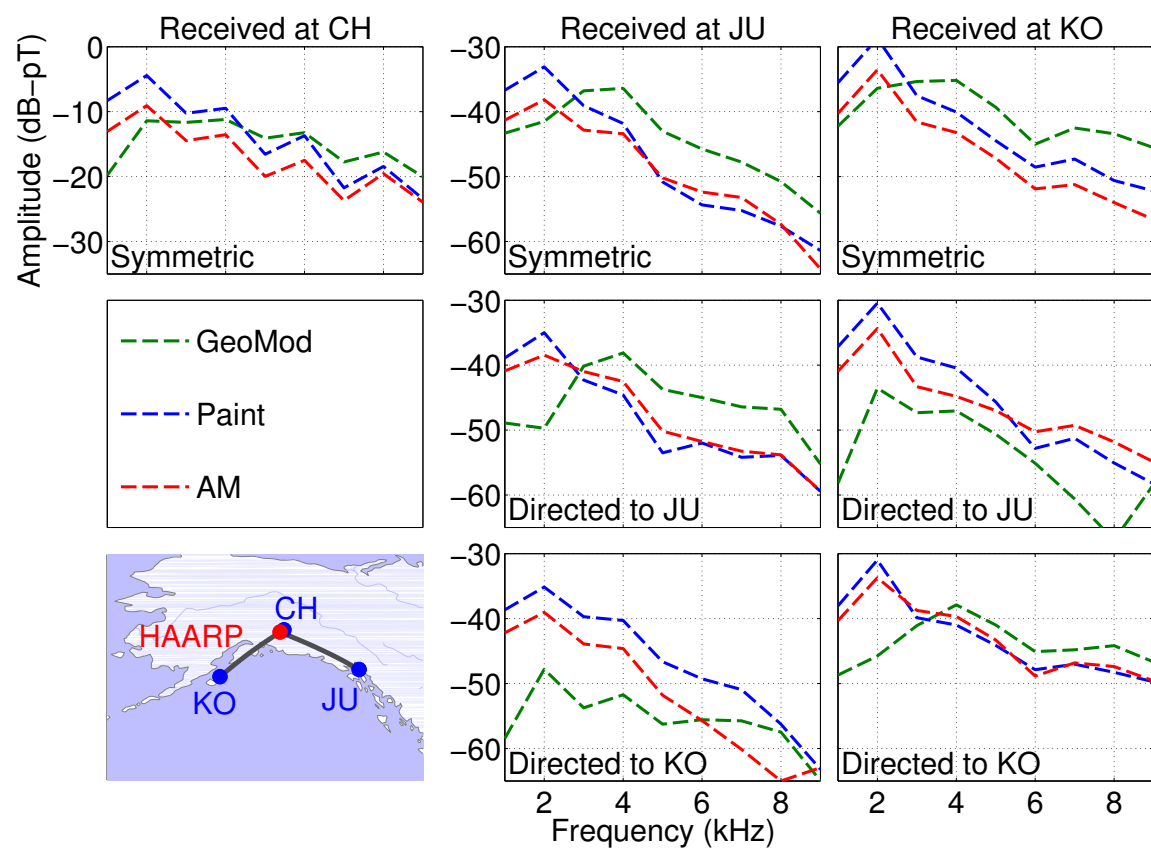 Received at CH
Received at JU
Received at KO
Amplitude (dB−pT)
0
−10
−20
−30
Symmetric
−30
−40
−50
−60
Symmetric
Symmetric
GeoMod
Paint
AM
−30
−40
−50
−60
Directed to JU
Directed to JU
CH
HAARP
KO
JU
−30
−40
−50
−60
Directed to KO
Directed to KO
2 4 6 8
2 4 6 8
Frequency (kHz)